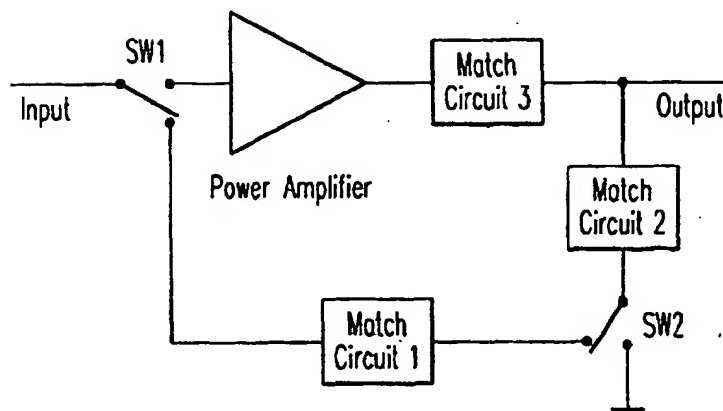 SW1
Input
Power Amplifier
Match
Circuit 3
Output
Match
Circuit 2
Match
Circuit 1
SW2